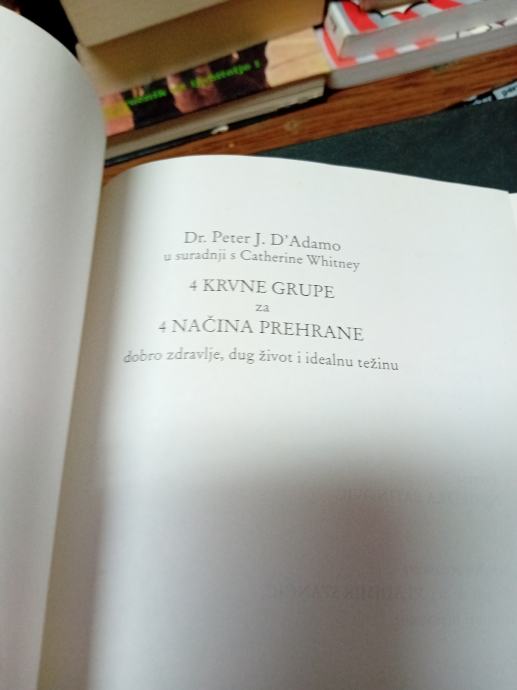 Dr. Peter J. D'Adamo
u suradnji s Catherine Whitney
4 KRVNE GRUPE
za
4 NAČINA PREHRANE
dobro zdravlje, dug život i idealnu težinu